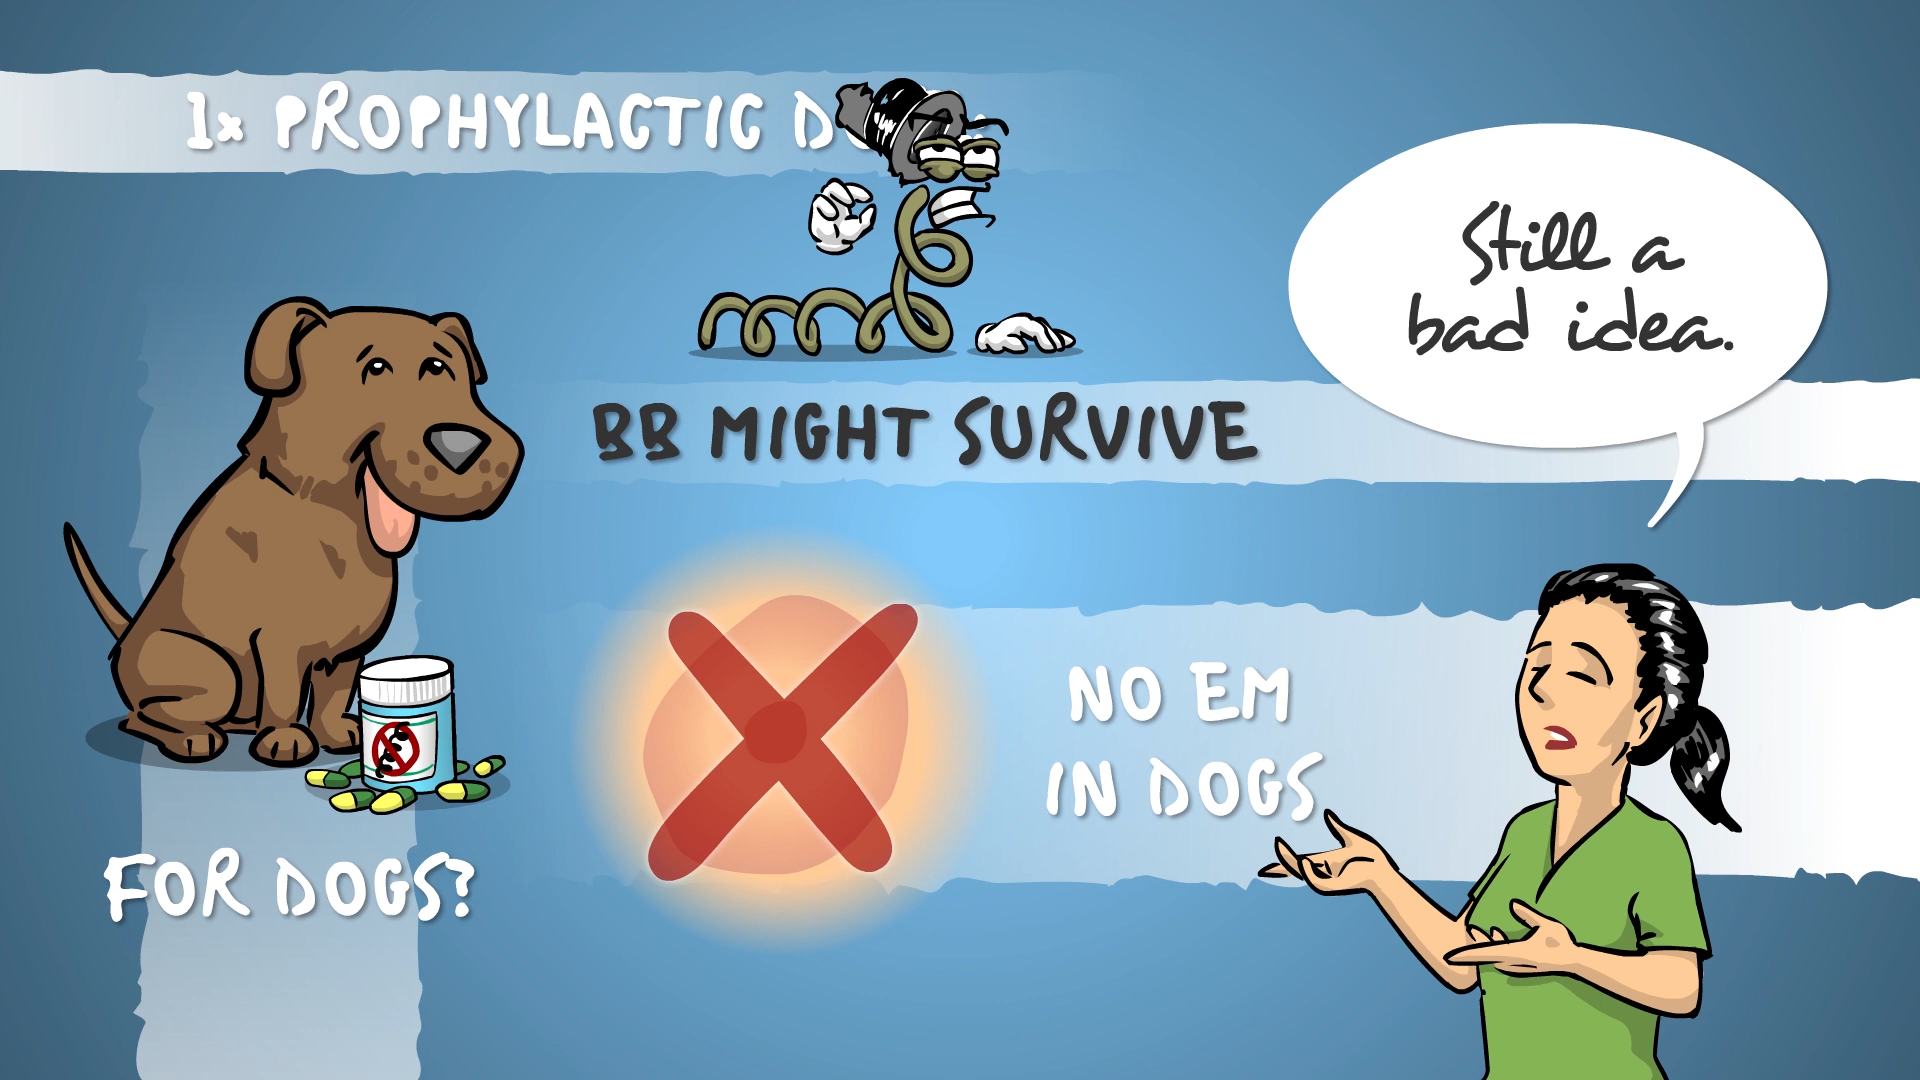 1x PROPHYLACTIC
Still a
bad idea.
BB MIGHT SURVIVE
NO EM
IN DOGS
FOR DOGS?